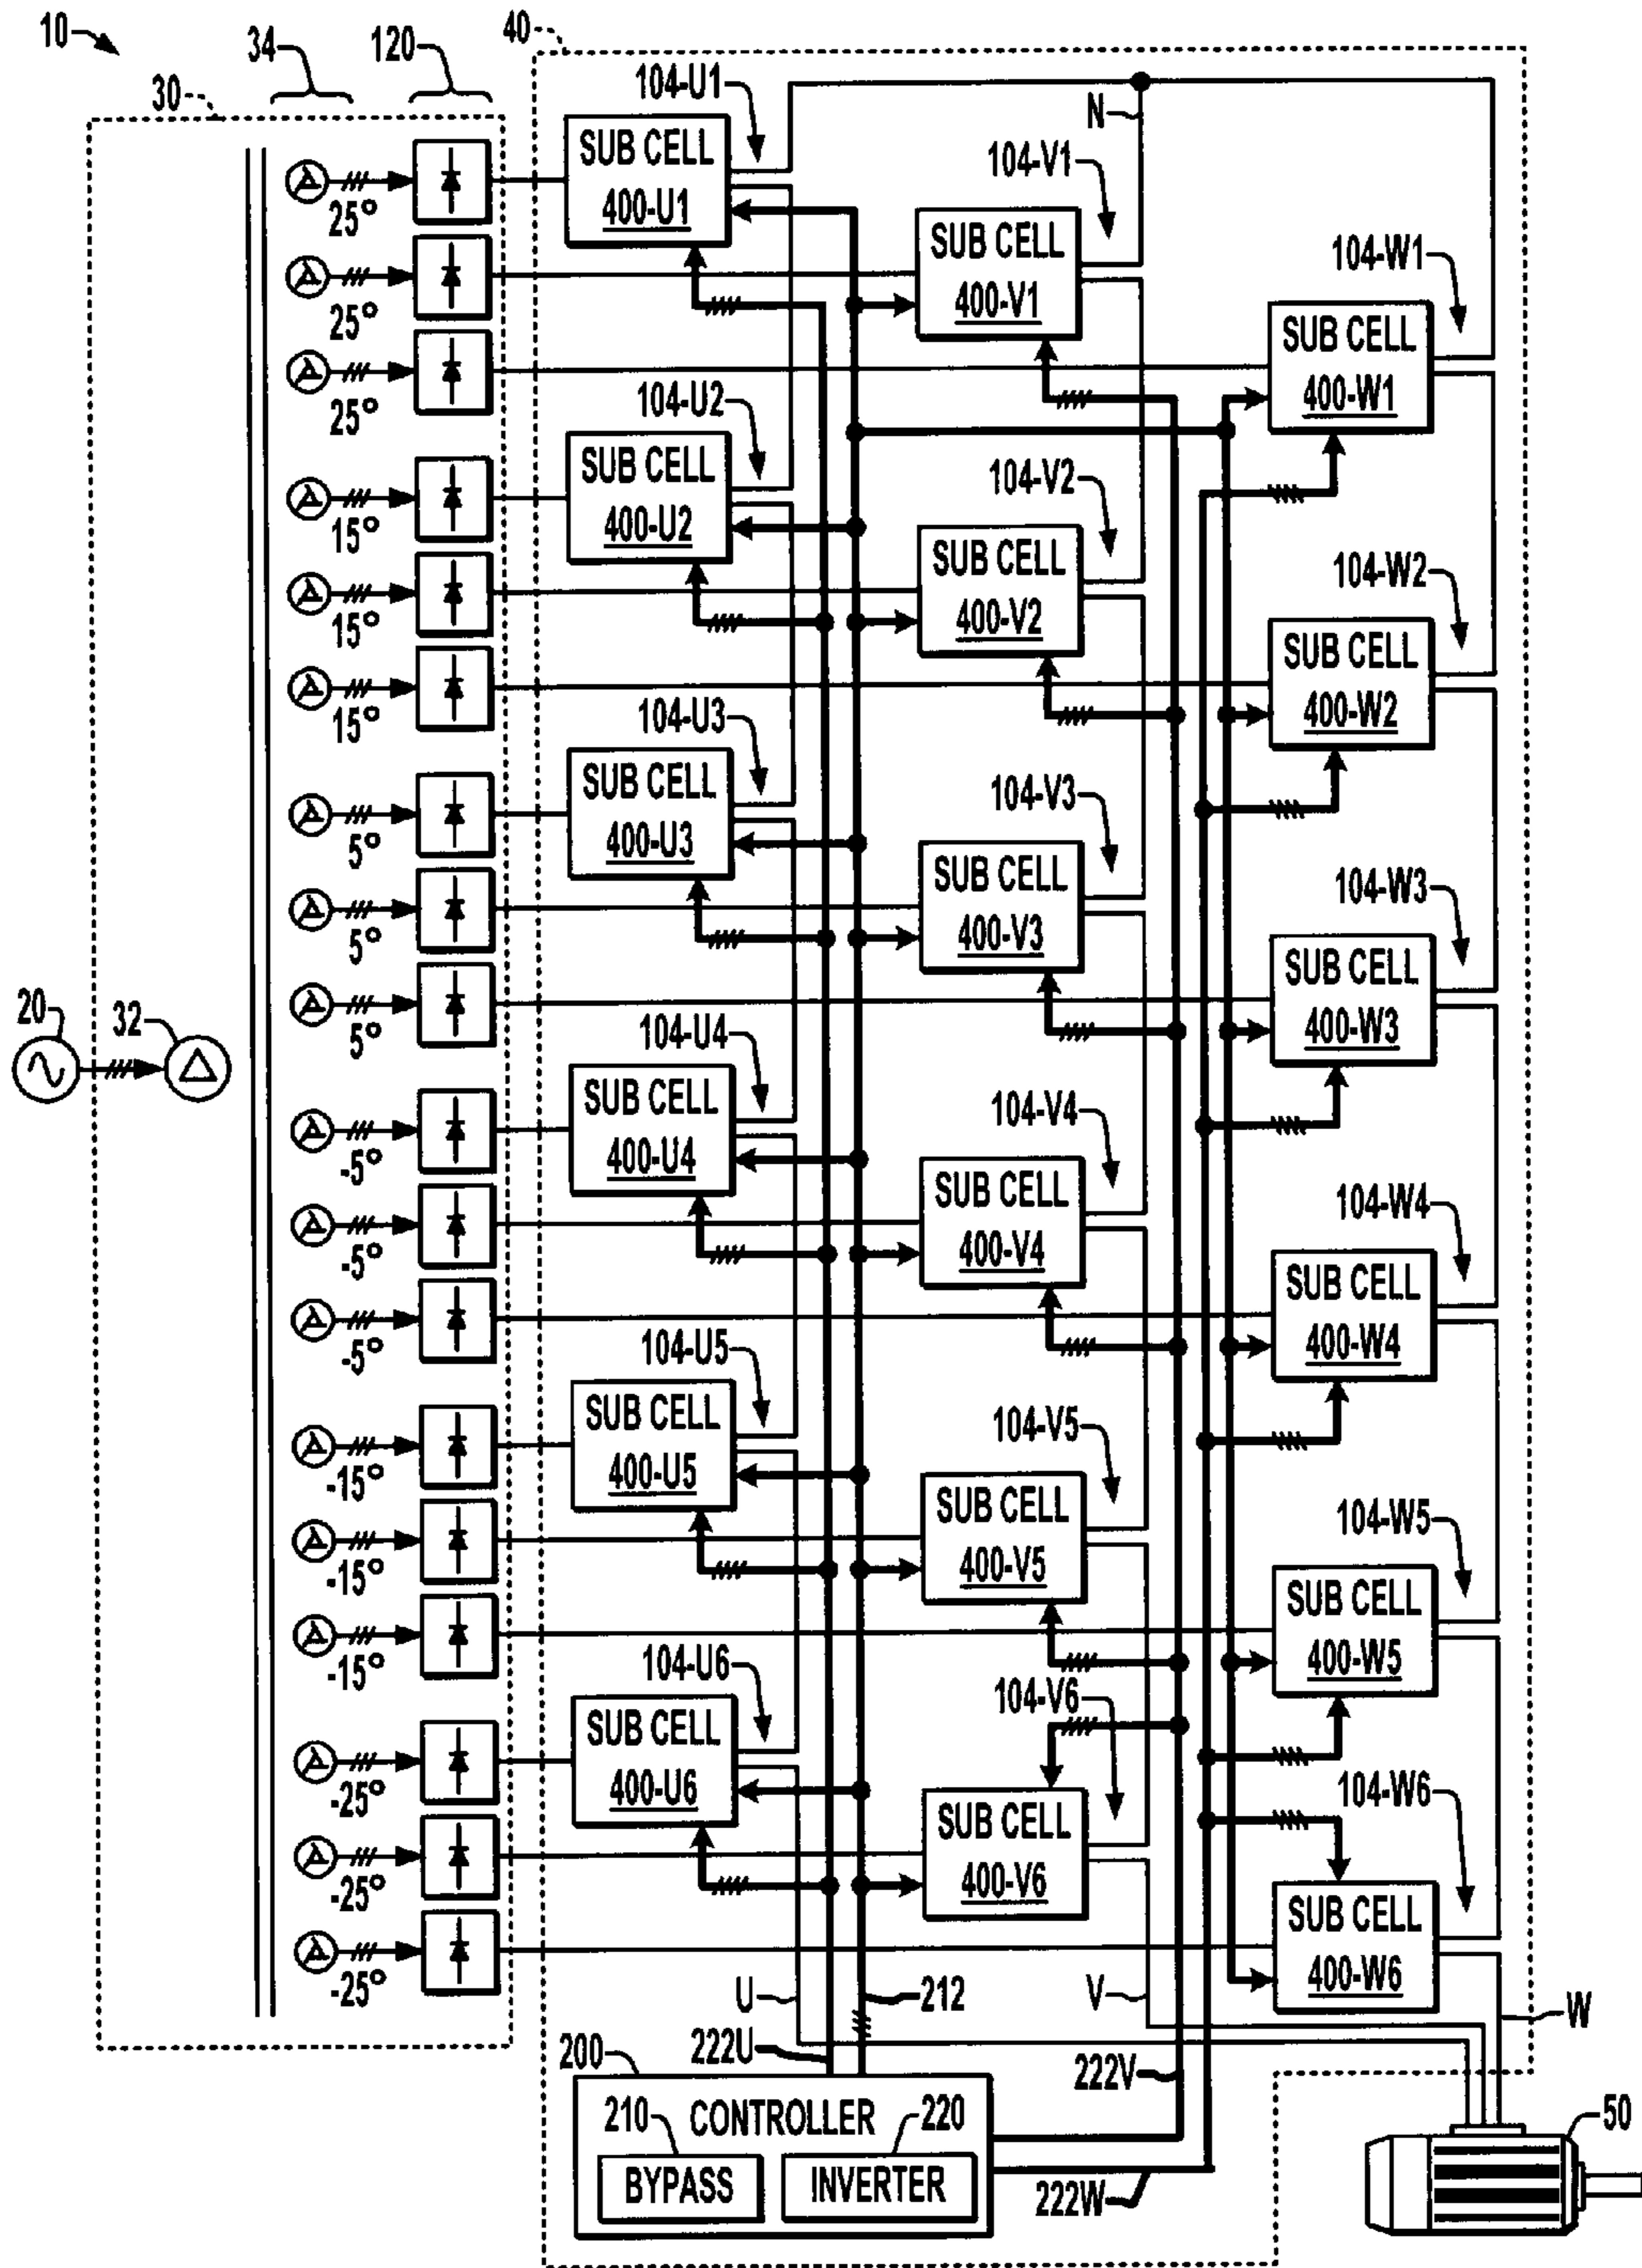 10
34
120
40
30
104-U1
N
104-V1
SUB CELL
400-U1
25°
SUB CELL
400-V1
104-W1
25°
SUB CELL
400-W1
25°
104-U2
SUB CELL
400-U2
104-V2
15°
SUB CELL
400-V2
104-W2
15°
SUB CELL
400-W2
15°
104-U3
SUB CELL
400-U3
104-V3
5°
SUB CELL
400-V3
104-W3
5°
SUB CELL
400-W3
5°
20
32
104-U4
SUB CELL
400-U4
104-V4
-5°
SUB CELL
400-V4
104-W4
-5°
SUB CELL
400-W4
-5°
104-U5
SUB CELL
400-U5
104-V5
-15°
SUB CELL
400-V5
104-W5
-15°
SUB CELL
400-W5
-15°
104-U6
SUB CELL
400-U6
104-V6
-25°
SUB CELL
400-V6
104-W6
-25°
SUB CELL
400-W6
-25°
U
212
V
W
222U
200
222V
CONTROLLER
210
220
BYPASS
INVERTER
222W
50